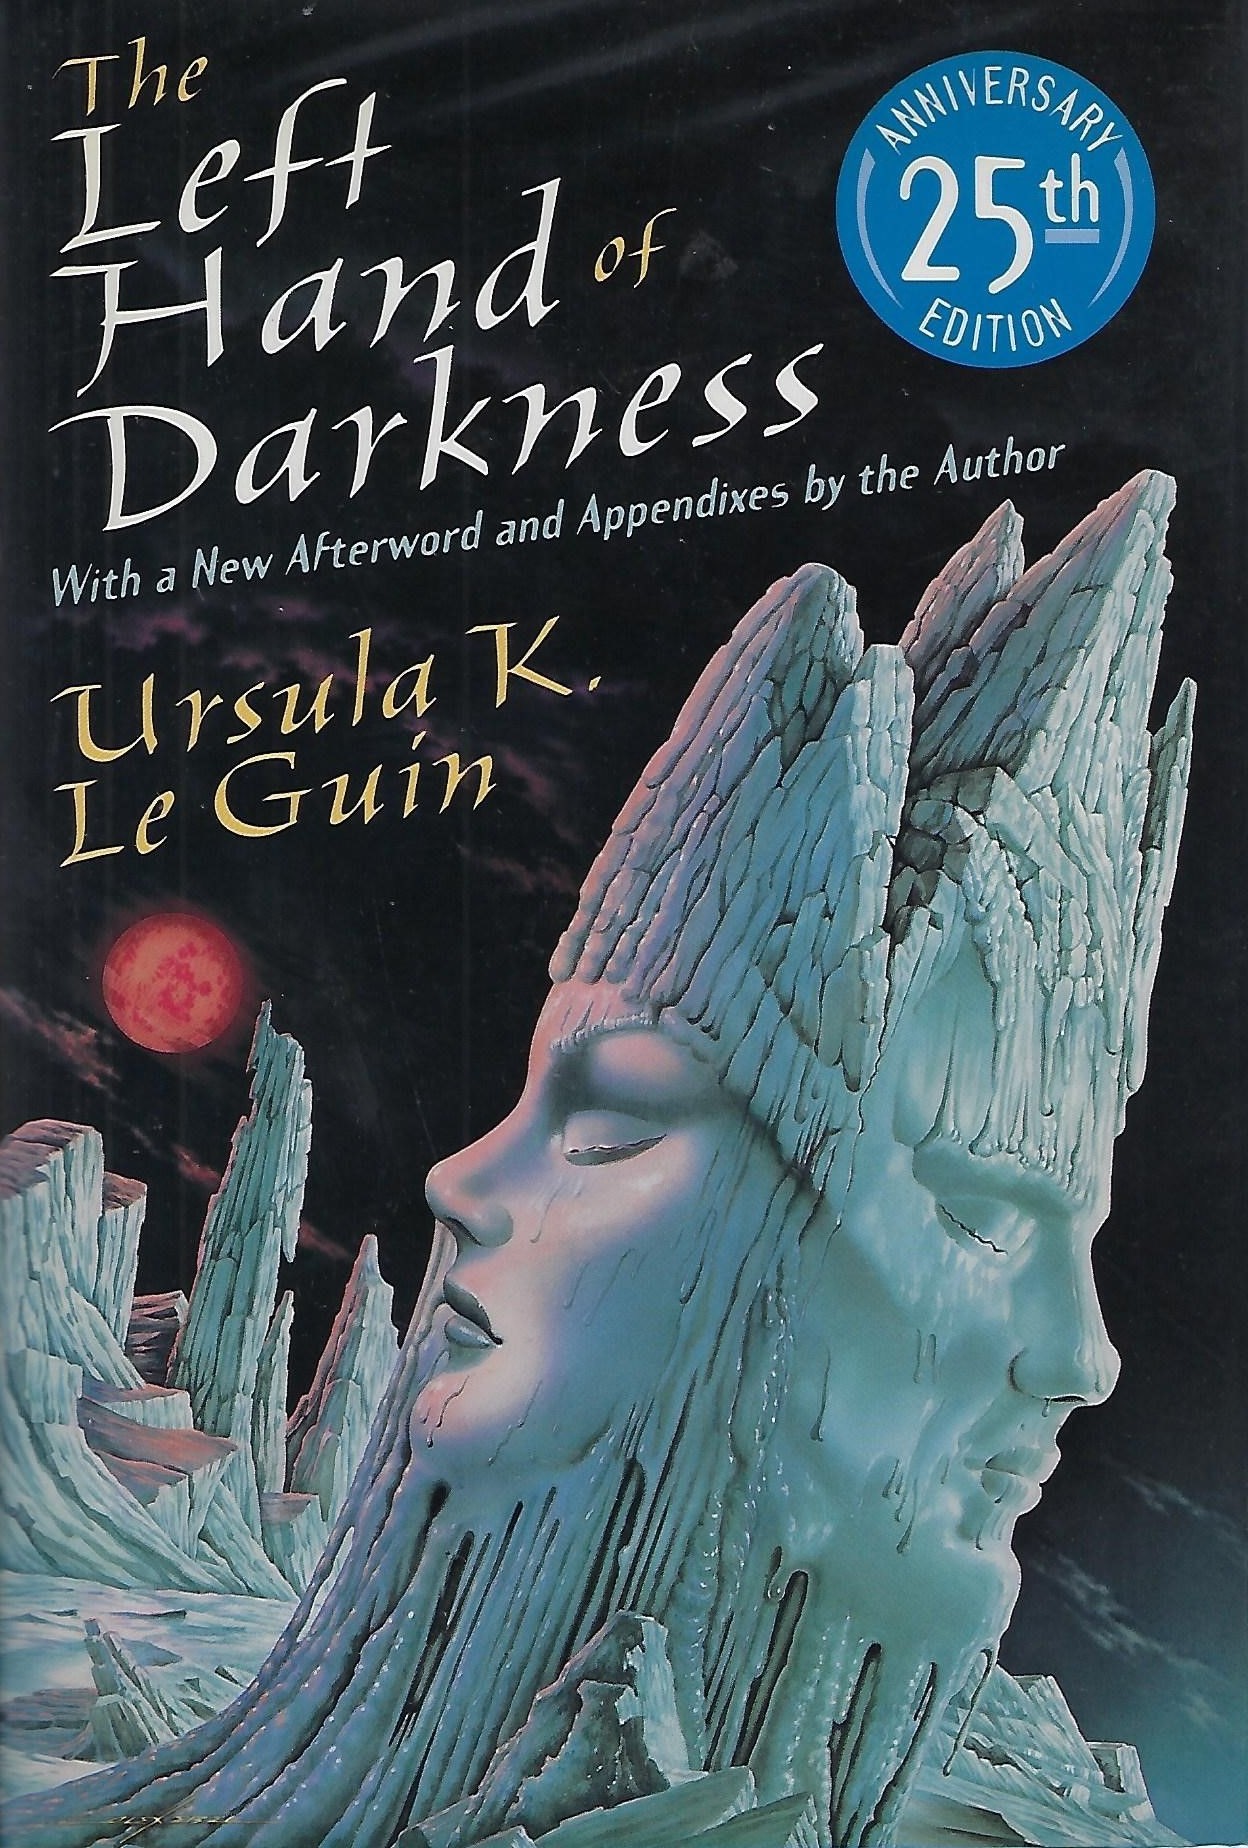 The
Left
Hand of
Darkness
With a New Afterword and Appendixes by the Author
Ursula K.
Le Guin
ANNIVERSARY
25th
EDITION